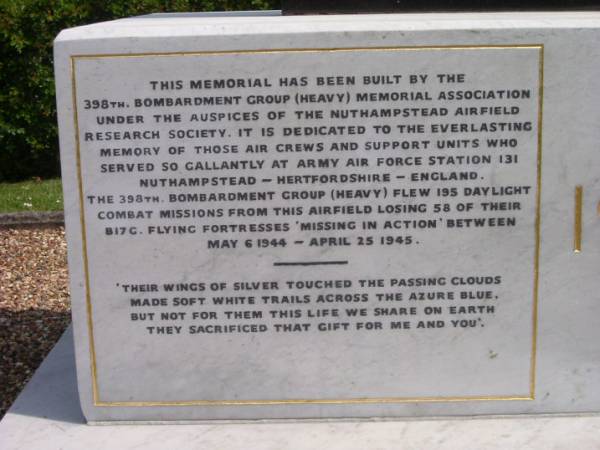 THIS MEMORIAL HAS BEEN BUILT BY THE
398TH. BOMBARDMENT GROUP (HEAVY) MEMORIAL ASSOCIATION
UNDER THE AUSPICES OF THE NUTHAMPSTEAD AIRFIELD
RESEARCH SOCIETY. IT IS DEDICATED TO THE EVERLASTING
MEMORY OF THOSE AIR CREWS AND SUPPORT UNITS WHO
SERVED SO GALLANTLY AT ARMY AIR FORCE STATION 131
NUTHAMPSTEAD – HERTFORDSHIRE – ENGLAND.
THE 398TH. BOMBARDMENT GROUP (HEAVY) FLEW 195 DAYLIGHT
COMBAT MISSIONS FROM THIS AIRFIELD LOSING 58 OF THEIR
B17G. FLYING FORTRESSES 'MISSING IN ACTION' BETWEEN
MAY 6 1944 – APRIL 25 1945.
'THEIR WINGS OF SILVER TOUCHED THE PASSING CLOUDS
MADE SOFT WHITE TRAILS ACROSS THE AZURE BLUE.
BUT NOT FOR THEM THIS LIFE WE SHARE ON EARTH
THEY SACRIFICED THAT GIFT FOR ME AND YOU'.